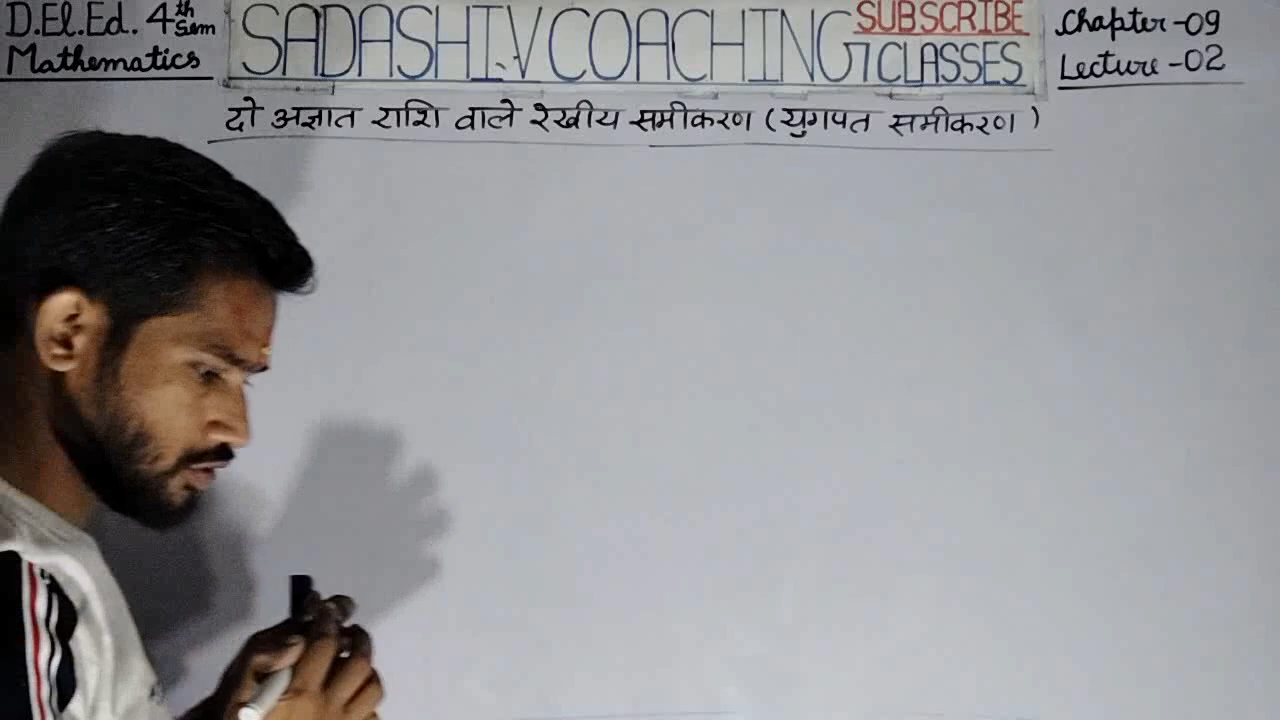 D.El.Ed. 4th Sem
Mathematics
SADASHIV COACHING CLASSES
SUBSCRIBE
Chapter-09
Lecture-02
दो अज्ञात राशि वाले रेखीय समीकरण (युगपत समीकरण)